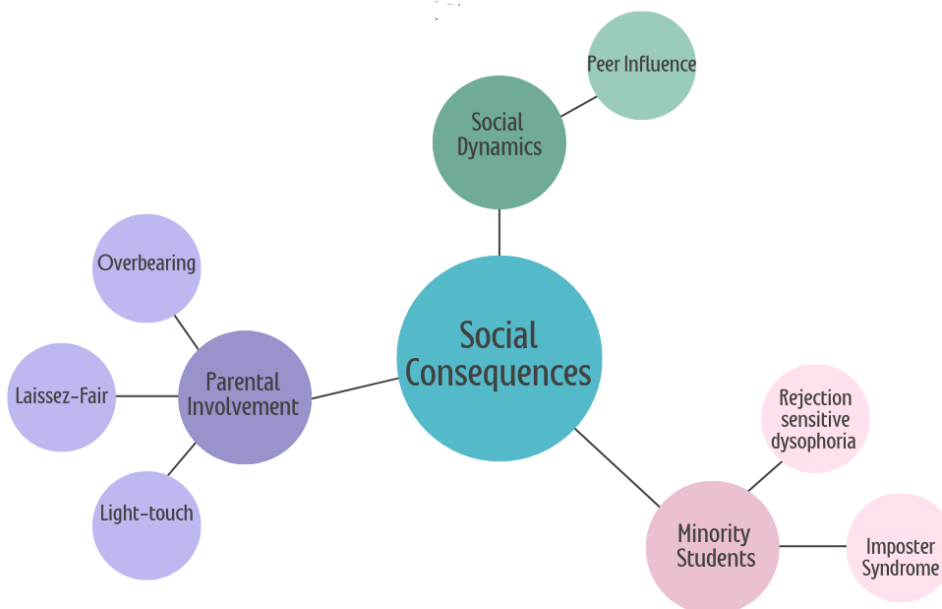 Peer Influence
Social
Dynamics
Overbearing
Social
Consequences
Parental
Involvement
Laissez-Fair
Light-touch
Rejection
sensitive
dysophoria
Minority
Students
Imposter
Syndrome